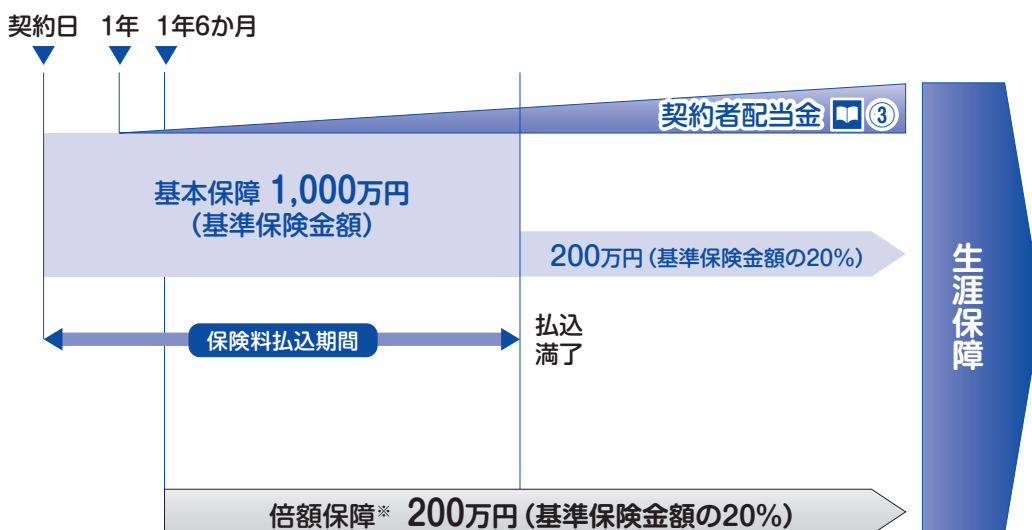 契約日 1年 1年6か月
契約者配当金 ③
基本保障 1,000万円
（基準保険金額）
200万円（基準保険金額の20%）
保険料払込期間
払込
満了
生涯保障
倍額保障※ 200万円（基準保険金額の20%）